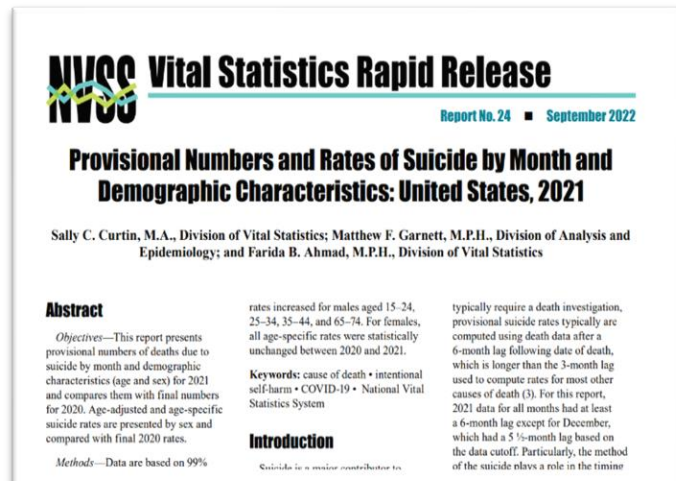 NVSS Vital Statistics Rapid Release
Report No. 24 ■ September 2022
Provisional Numbers and Rates of Suicide by Month and
Demographic Characteristics: United States, 2021
Sally C. Curtin, M.A., Division of Vital Statistics; Matthew F. Garnett, M.P.H., Division of Analysis and
Epidemiology; and Farida B. Ahmad, M.P.H., Division of Vital Statistics
Abstract
Objectives—This report presents
provisional numbers of deaths due to
suicide by month and demographic
characteristics (age and sex) for 2021
and compares them with final numbers
for 2020. Age-adjusted and age-specific
suicide rates are presented by sex and
compared with final 2020 rates.
Methods—Data are based on 99%
rates increased for males aged 15–24,
25–34, 35–44, and 65–74. For females,
all age-specific rates were statistically
unchanged between 2020 and 2021.
Keywords: cause of death • intentional
self-harm • COVID-19 • National Vital
Statistics System
Introduction
Suicide is a major contributor to
typically require a death investigation,
provisional suicide rates typically are
computed using death data after a
6-month lag following date of death,
which is longer than the 3-month lag
used to compute rates for most other
causes of death (3). For this report,
2021 data for all months had at least
a 6-month lag except for December,
which had a 5 ½-month lag based on
the data cutoff. Particularly, the method
of the suicide plays a role in the timing